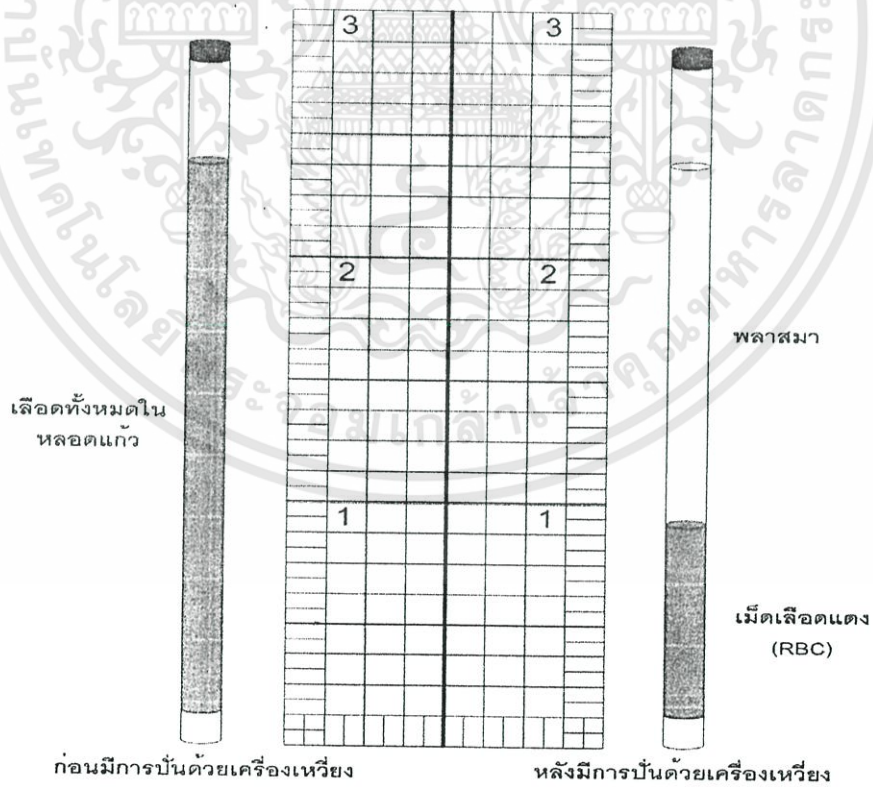 3 3
2 2
1 1
เลือดทั้งหมดใน
หลอดแก้ว
พลาสมา
เม็ดเลือดแดง
(RBC)
ก่อนมีการปั่นด้วยเครื่องเหวี่ยง
หลังมีการปั่นด้วยเครื่องเหวี่ยง